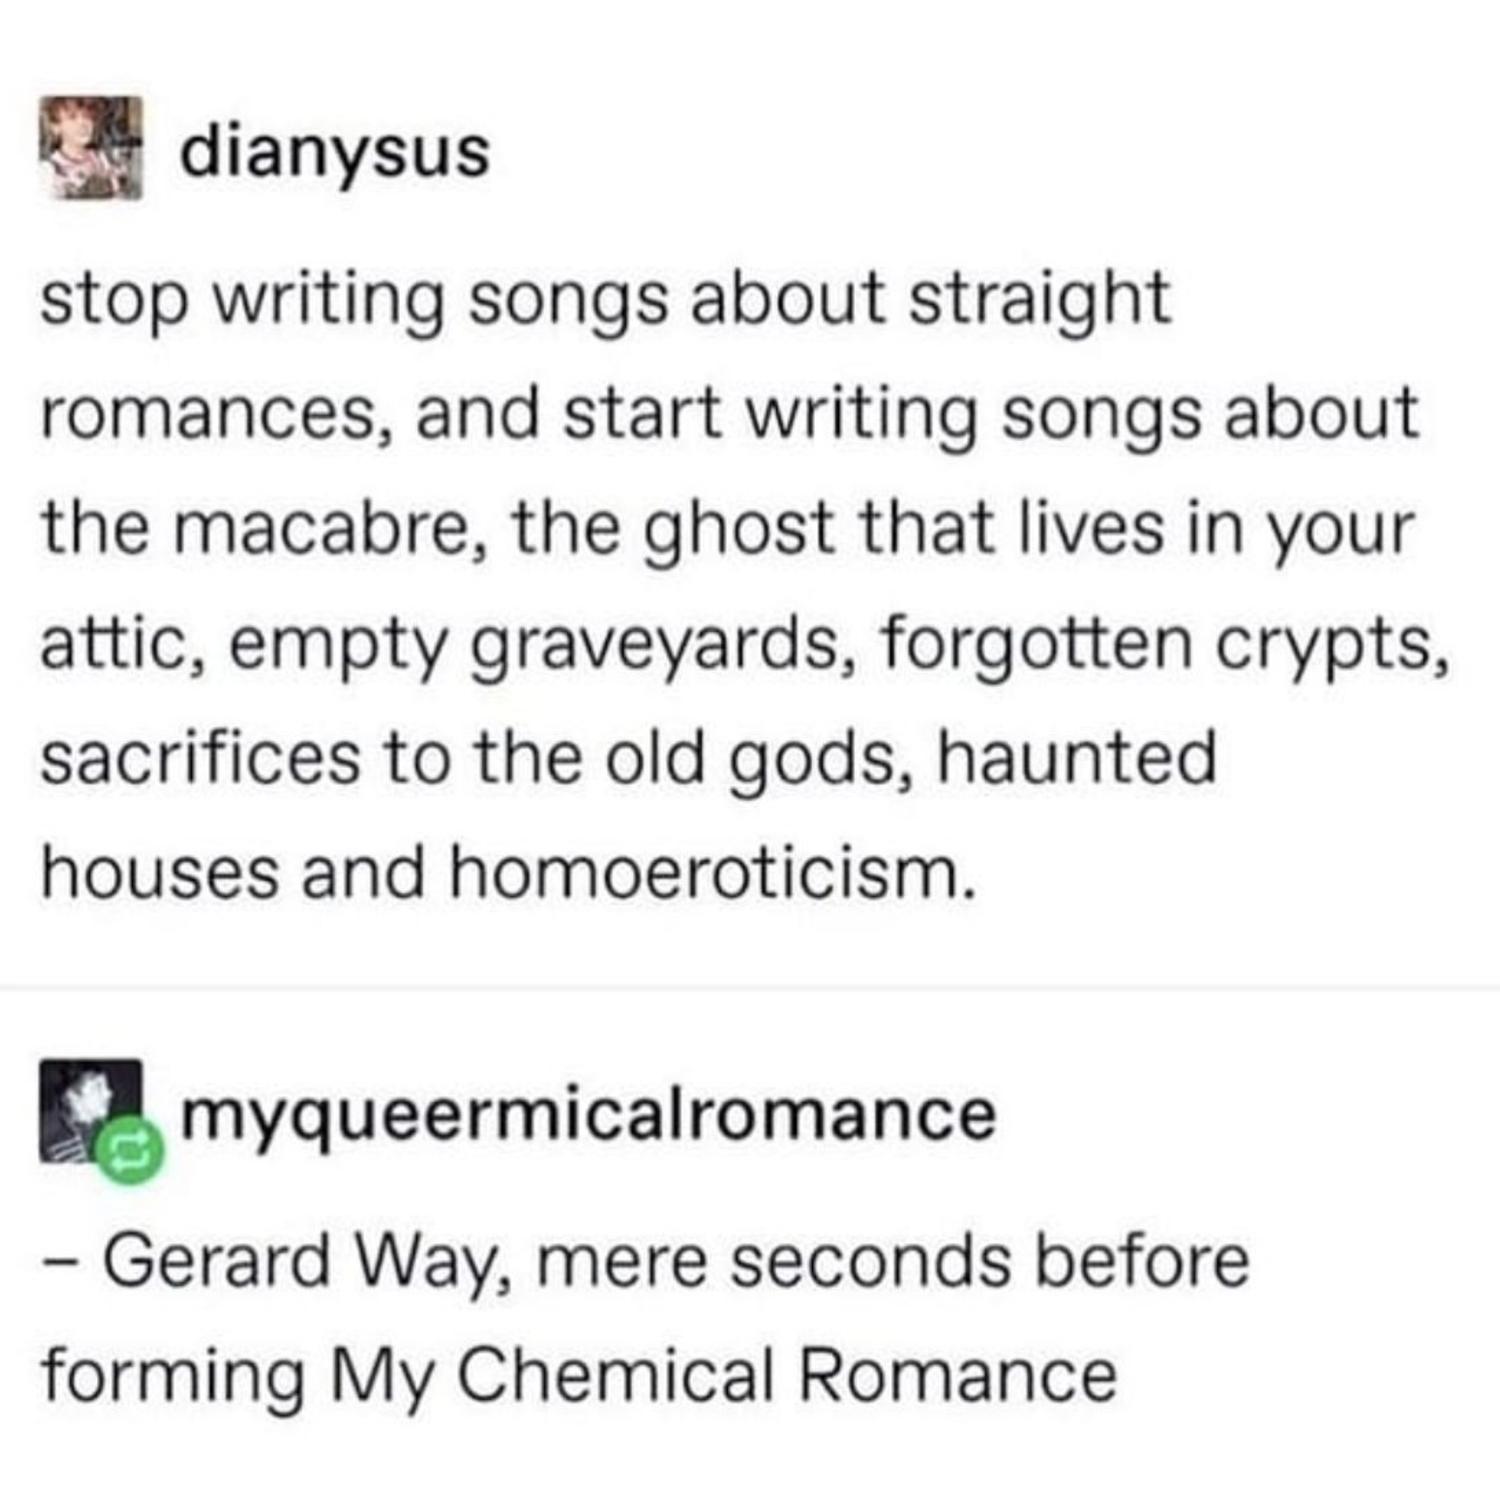 dianysus
stop writing songs about straight
romances, and start writing songs about
the macabre, the ghost that lives in your
attic, empty graveyards, forgotten crypts,
sacrifices to the old gods, haunted
houses and homoeroticism.
myqueermicalromance
– Gerard Way, mere seconds before
forming My Chemical Romance